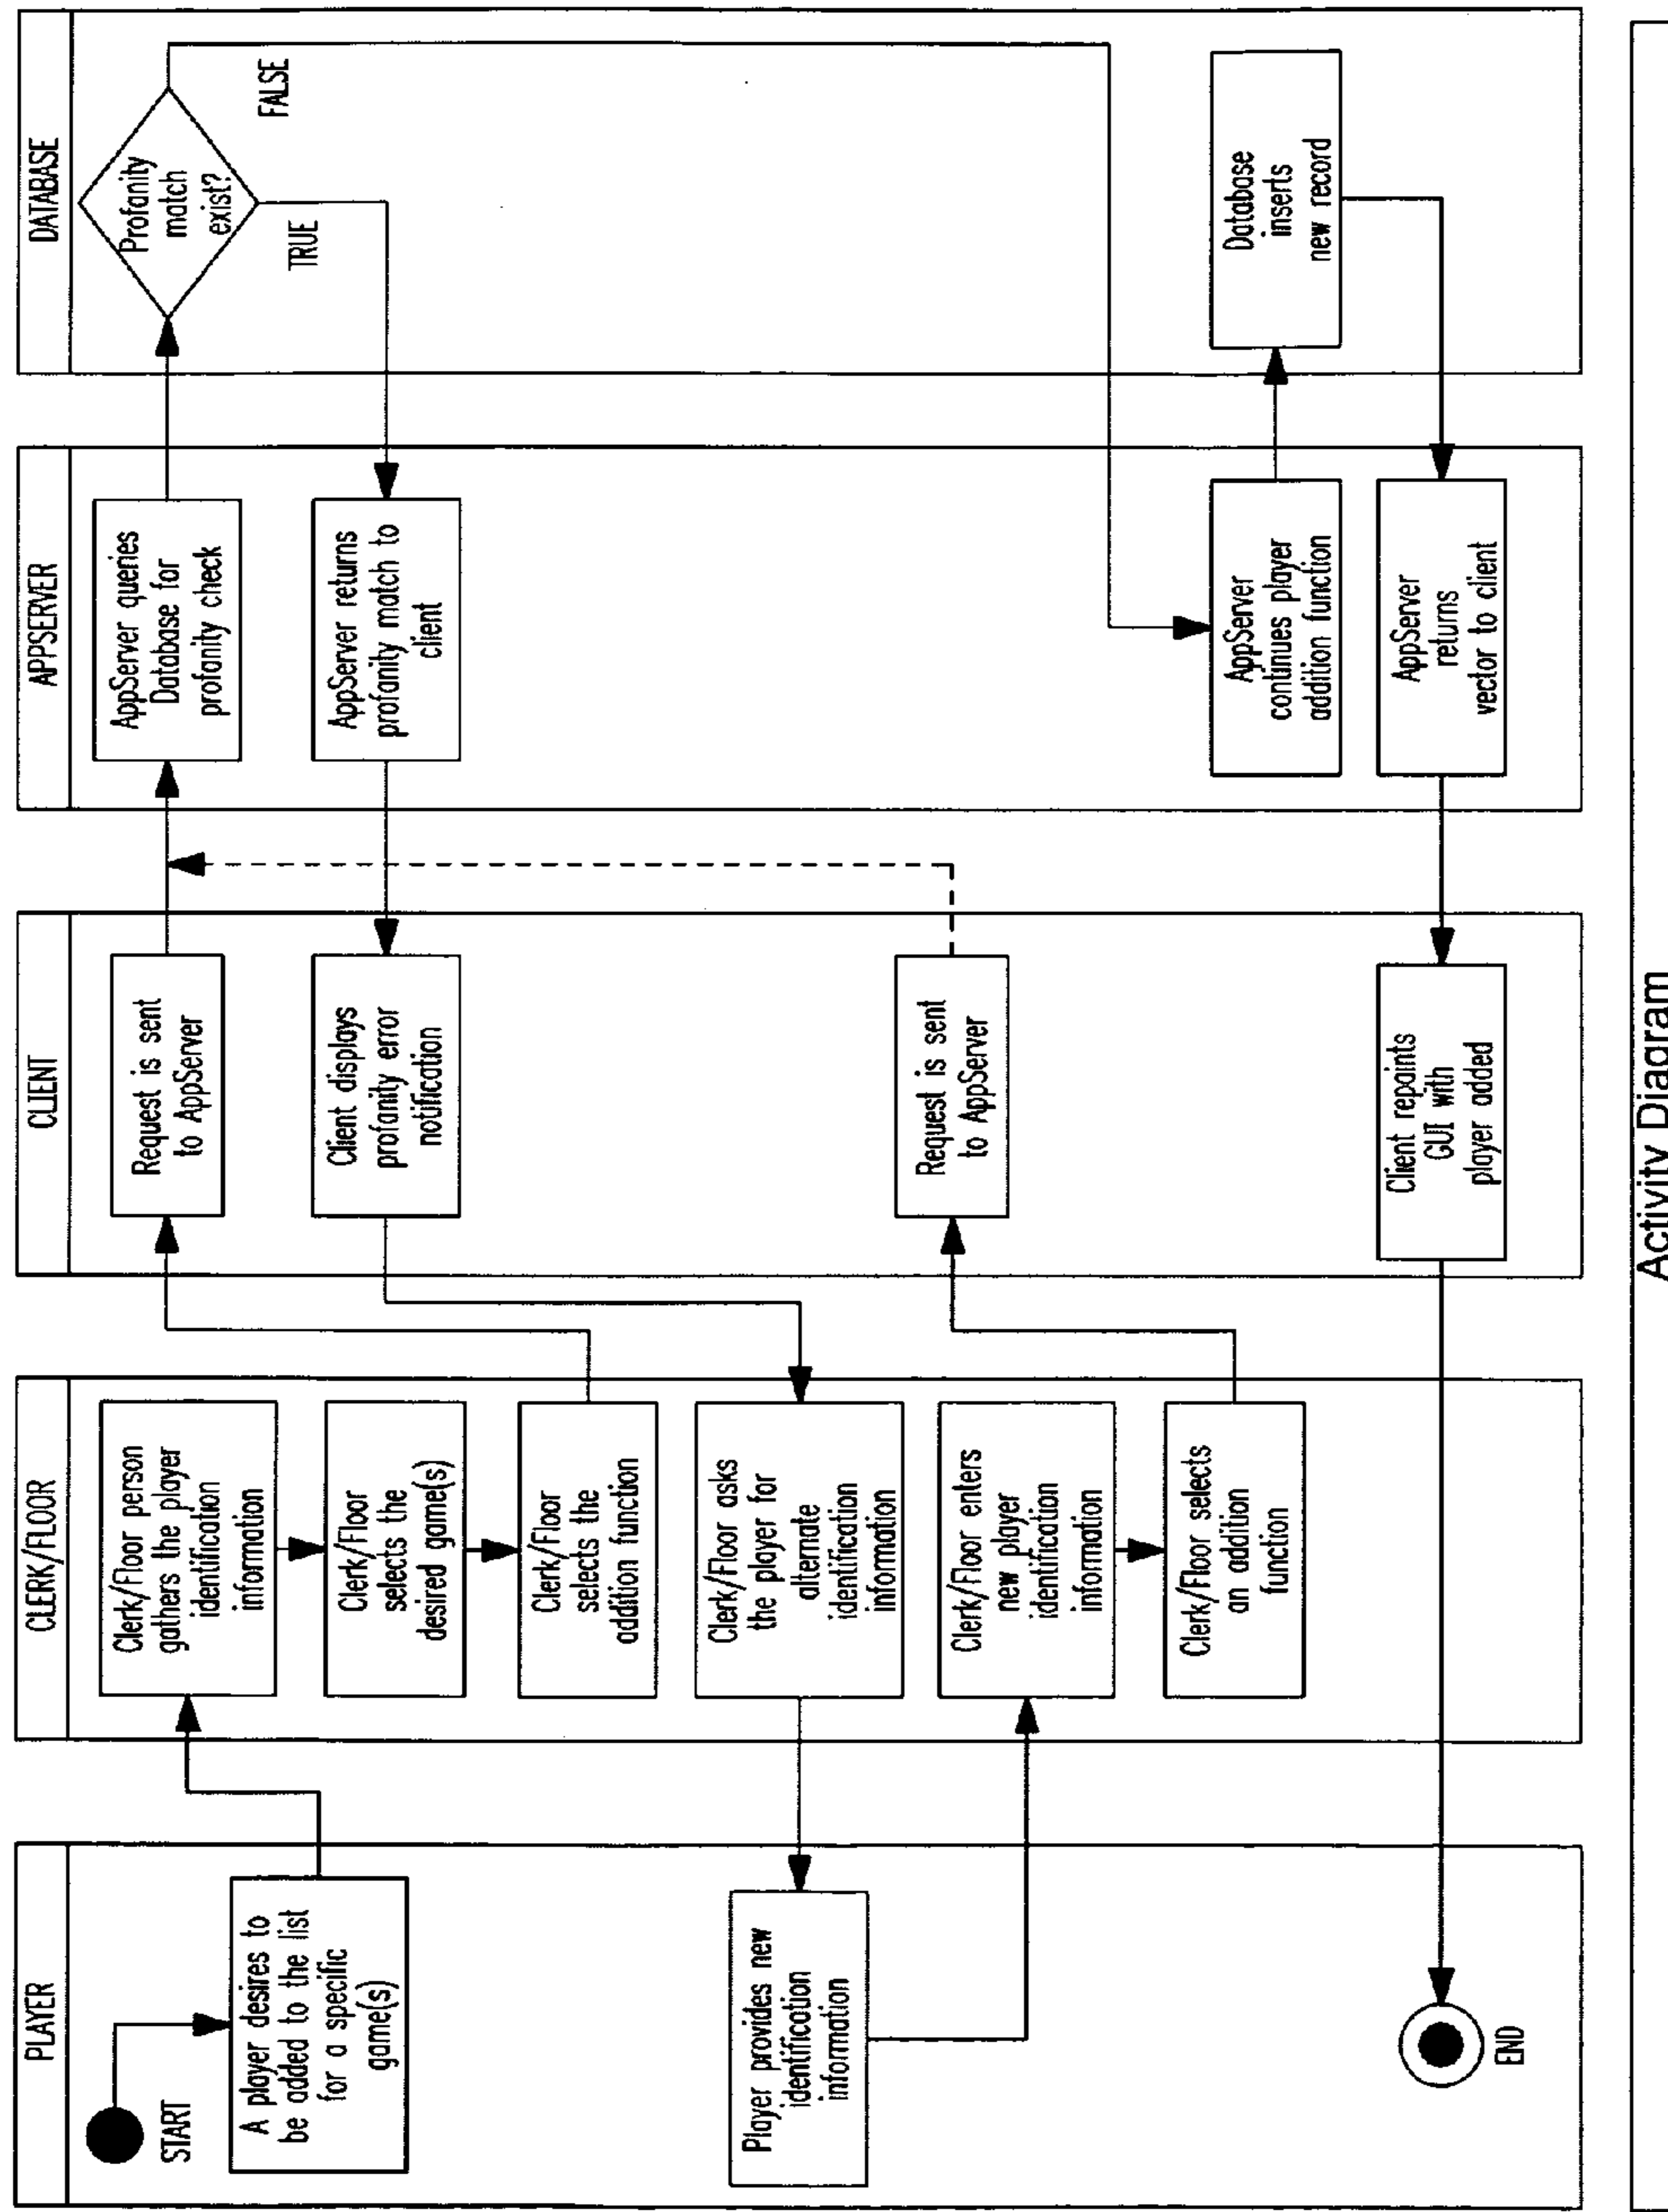 PLAYER
START
A player desires to
be added to the list
for a specific
game(s)
Player provides new
identification
information
END
CLERK/FLOOR
Clerk/Floor person
gathers the player
identification
information
Clerk/Floor
selects the
desired game(s)
Clerk/Floor
selects the
addition function
Clerk/Floor asks
the player for
alternate
identification
information
Clerk/Floor enters
new player
identification
information
Clerk/Floor selects
an addition
function
CLIENT
Request is sent
to AppServer
Client displays
profanity error
notification
Request is sent
to AppServer
Client repaints
GUI with
player added
APPSERVER
AppServer queries
Database for
profanity check
AppServer returns
profanity match to
client
AppServer
continues player
addition function
AppServer
returns
vector to client
DATABASE
Profanity
match
exist?
TRUE
FALSE
Database
inserts
new record
Activity Diagram